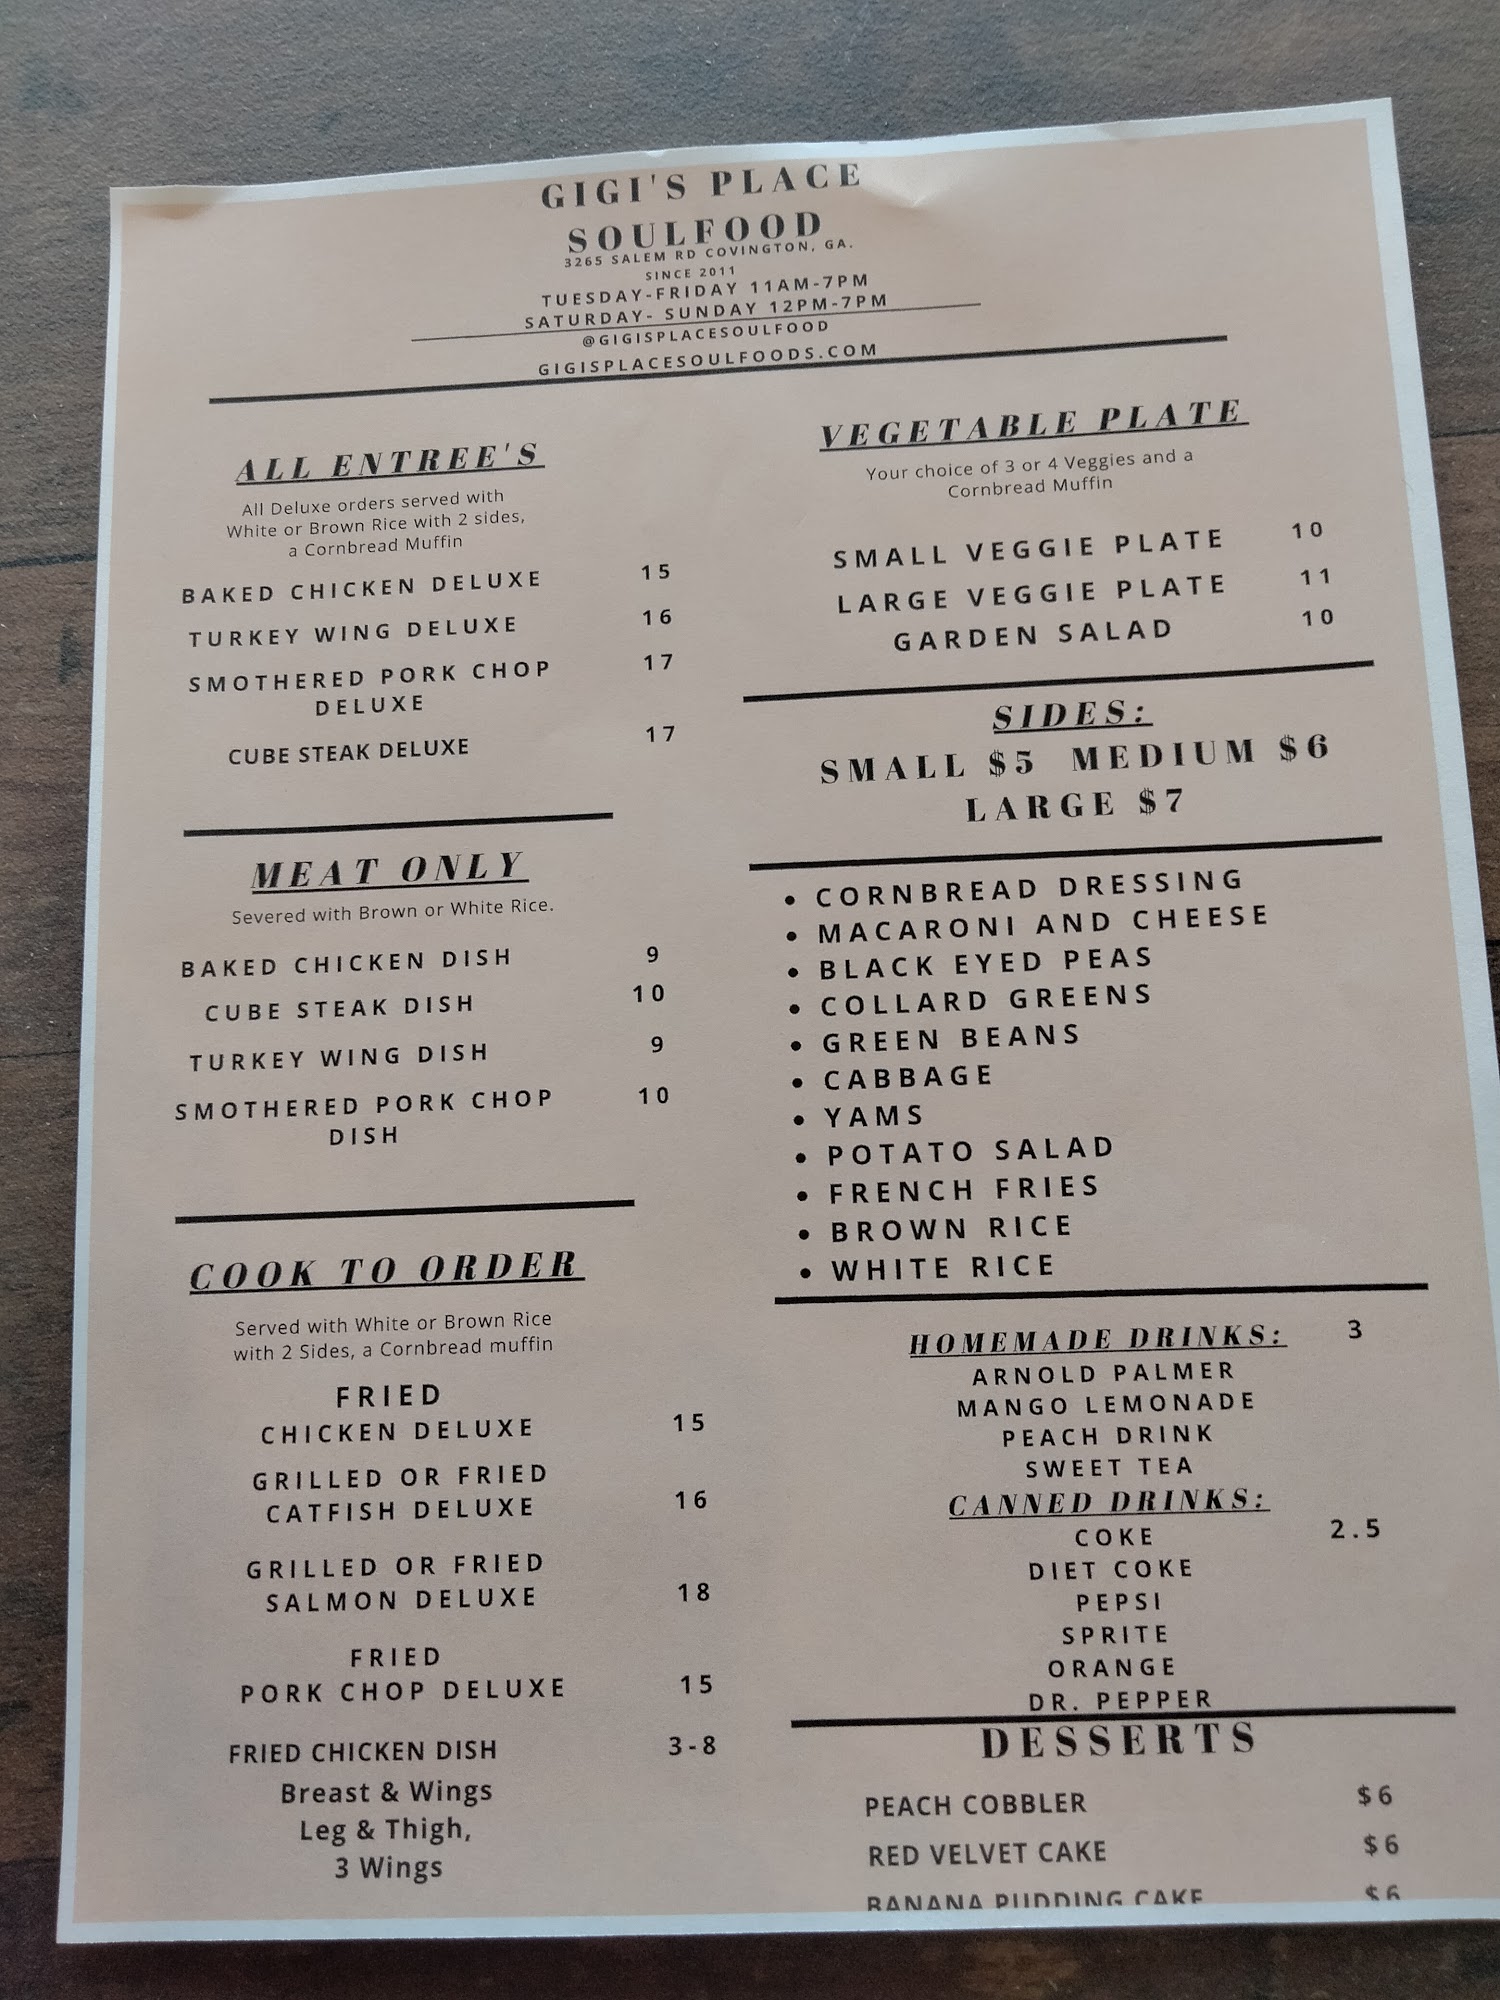 GIGI'S PLACE
SOULFOOD
3265 SALEM RD COVINGTON, GA.
SINCE 2011
TUESDAY-FRIDAY 11AM-7PM
SATURDAY- SUNDAY 12PM-7PM
@GIGISPLACESOULFOOD
GIGISPLACESOULFOODS.COM
ALL ENTREE'S
All Deluxe orders served with
White or Brown Rice with 2 sides,
a Cornbread Muffin
BAKED CHICKEN DELUXE 15
TURKEY WING DELUXE 16
SMOTHERED PORK CHOP 17
DELUXE
CUBE STEAK DELUXE 17
MEAT ONLY
Severed with Brown or White Rice.
BAKED CHICKEN DISH 9
CUBE STEAK DISH 10
TURKEY WING DISH 9
SMOTHERED PORK CHOP 10
DISH
COOK TO ORDER
Served with White or Brown Rice
with 2 Sides, a Cornbread muffin
FRIED
CHICKEN DELUXE 15
GRILLED OR FRIED
CATFISH DELUXE 16
GRILLED OR FRIED
SALMON DELUXE 18
FRIED
PORK CHOP DELUXE 15
FRIED CHICKEN DISH 3-8
Breast & Wings
Leg & Thigh,
3 Wings
VEGETABLE PLATE
Your choice of 3 or 4 Veggies and a
Cornbread Muffin
SMALL VEGGIE PLATE 10
LARGE VEGGIE PLATE 11
GARDEN SALAD 10
SIDES:
SMALL $5 MEDIUM $6
LARGE $7
• CORNBREAD DRESSING
• MACARONI AND CHEESE
• BLACK EYED PEAS
• COLLARD GREENS
• GREEN BEANS
• CABBAGE
• YAMS
• POTATO SALAD
• FRENCH FRIES
• BROWN RICE
• WHITE RICE
HOMEMADE DRINKS: 3
ARNOLD PALMER
MANGO LEMONADE
PEACH DRINK
SWEET TEA
CANNED DRINKS:
COKE 2.5
DIET COKE
PEPSI
SPRITE
ORANGE
DR. PEPPER
DESSERTS
PEACH COBBLER $6
RED VELVET CAKE $6
BANANA PUDDING CAKE $6